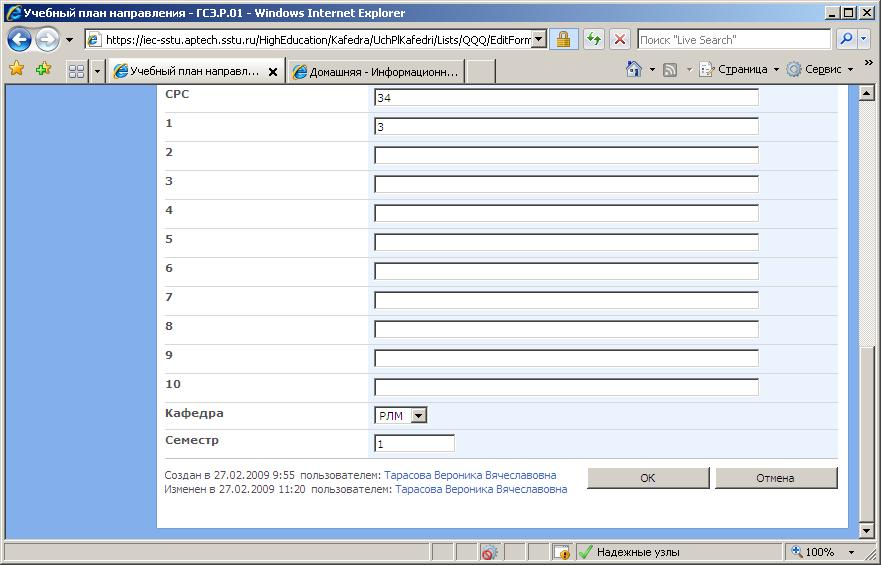 Учебный план направления - ГСЭ.Р.01 - Windows Internet Explorer
https://iec-sstu.aptech.sstu.ru/HighEducation/Kafedra/UchPlKafedri/Lists/QQQ/EditForm
Поиск "Live Search"
Учебный план направл...
Домашняя - Информационн...
Страница
Сервис
СРС
34
1
3
2
3
4
5
6
7
8
9
10
Кафедра
РЛМ
Семестр
1
Создан в 27.02.2009 9:55 пользователем: Тарасова Вероника Вячеславовна
Изменен в 27.02.2009 11:20 пользователем: Тарасова Вероника Вячеславовна
ОК
Отмена
Надежные узлы
100%